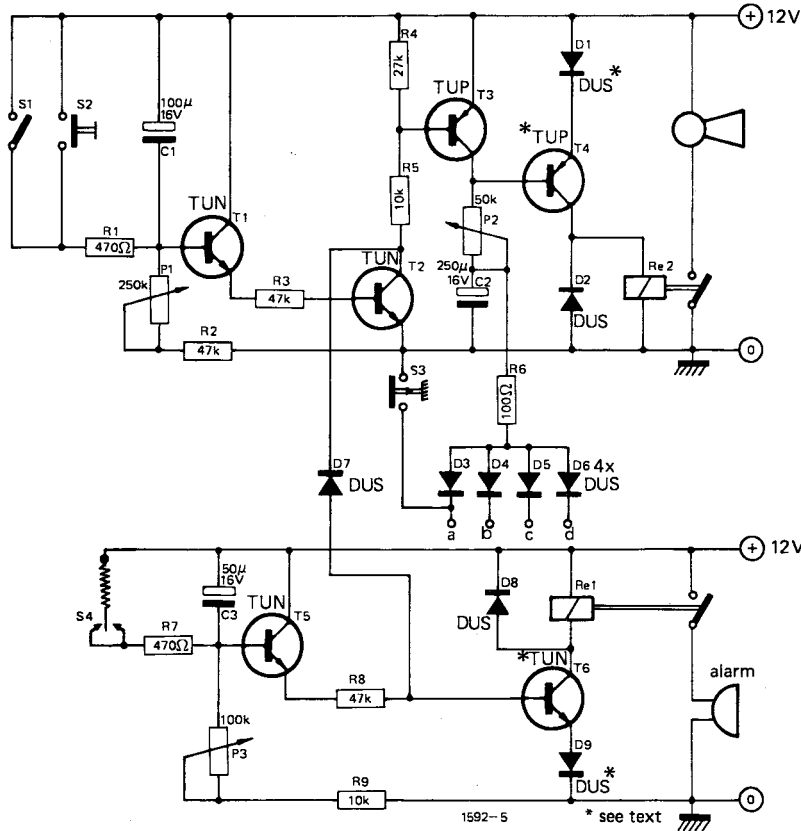 + 12V
R4
27k
D1
DUS*
S1
S2
100μ
16V
C1
TUP
T3
*TUP
T4
R5
10k
TUN
T1
R1
470Ω
50k
P2
P1
250k
TUN
T2
R3
47k
250μ
16V
C2
D2
DUS
Re2
R2
47k
0
S3
R6
100Ω
D7
DUS
D3
D4
D5
D6 4x
DUS
a
b
c
d
+ 12V
50μ
16V
C3
TUN
T5
D8
DUS
Re1
S4
R7
470Ω
*TUN
T6
alarm
R8
47k
100k
P3
D9
DUS*
R9
10k
0
1592-5
* see text